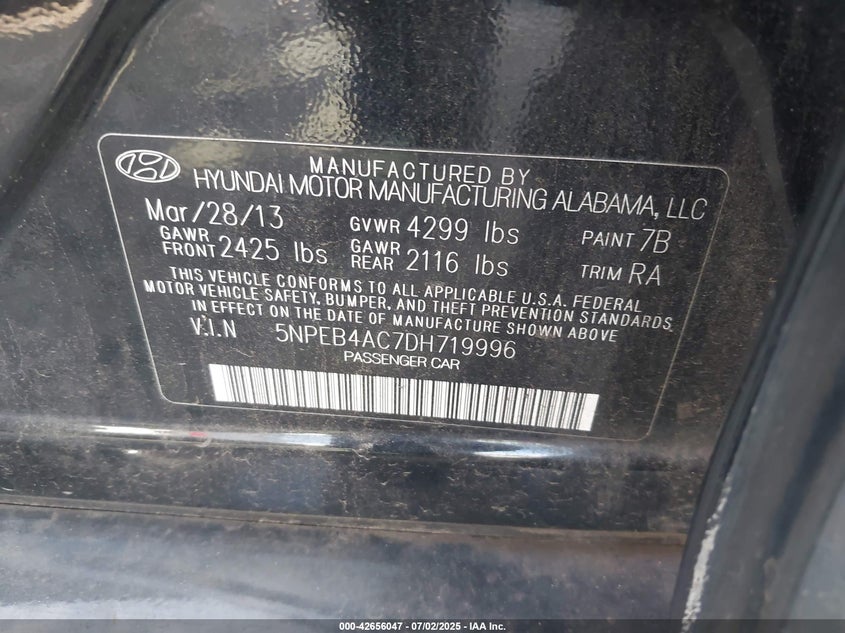 MANUFACTURED BY
HYUNDAI MOTOR MANUFACTURING ALABAMA, LLC
Mar/28/13 GVWR 4299 lbs PAINT 7B
GAWR FRONT 2425 lbs GAWR REAR 2116 lbs TRIM RA
THIS VEHICLE CONFORMS TO ALL APPLICABLE U.S.A. FEDERAL
MOTOR VEHICLE SAFETY, BUMPER, AND THEFT PREVENTION STANDARDS
IN EFFECT ON THE DATE OF MANUFACTURE SHOWN ABOVE
V.I.N 5NPEB4AC7DH719996
PASSENGER CAR
000-42656047 - 07/02/2025 - IAA Inc.